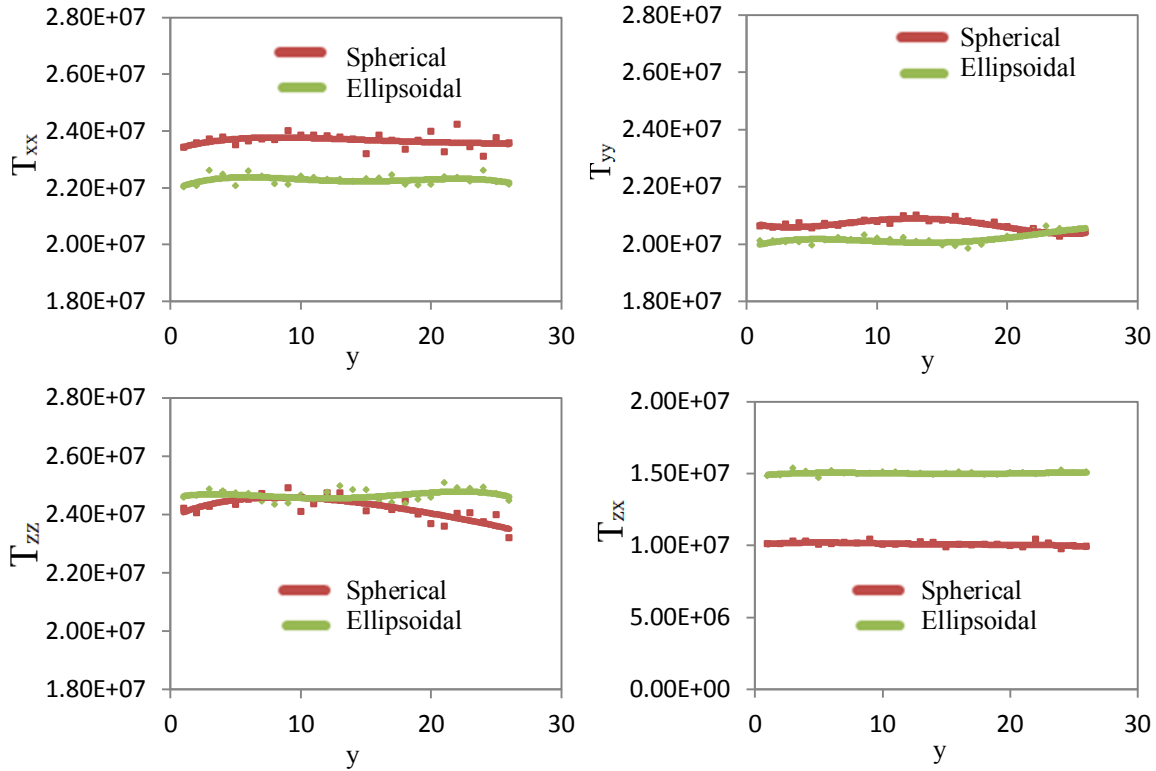 2.80E+07
2.60E+07
2.40E+07
2.20E+07
2.00E+07
1.80E+07
Txx
Spherical
Ellipsoidal
0 10 20 30
y
2.80E+07
2.60E+07
2.40E+07
2.20E+07
2.00E+07
1.80E+07
Tyy
Spherical
Ellipsoidal
0 10 20 30
y
2.80E+07
2.60E+07
2.40E+07
2.20E+07
2.00E+07
1.80E+07
Tzz
Spherical
Ellipsoidal
0 10 20 30
y
2.00E+07
1.50E+07
1.00E+07
5.00E+06
0.00E+00
Tzx
Spherical
Ellipsoidal
0 10 20 30
y